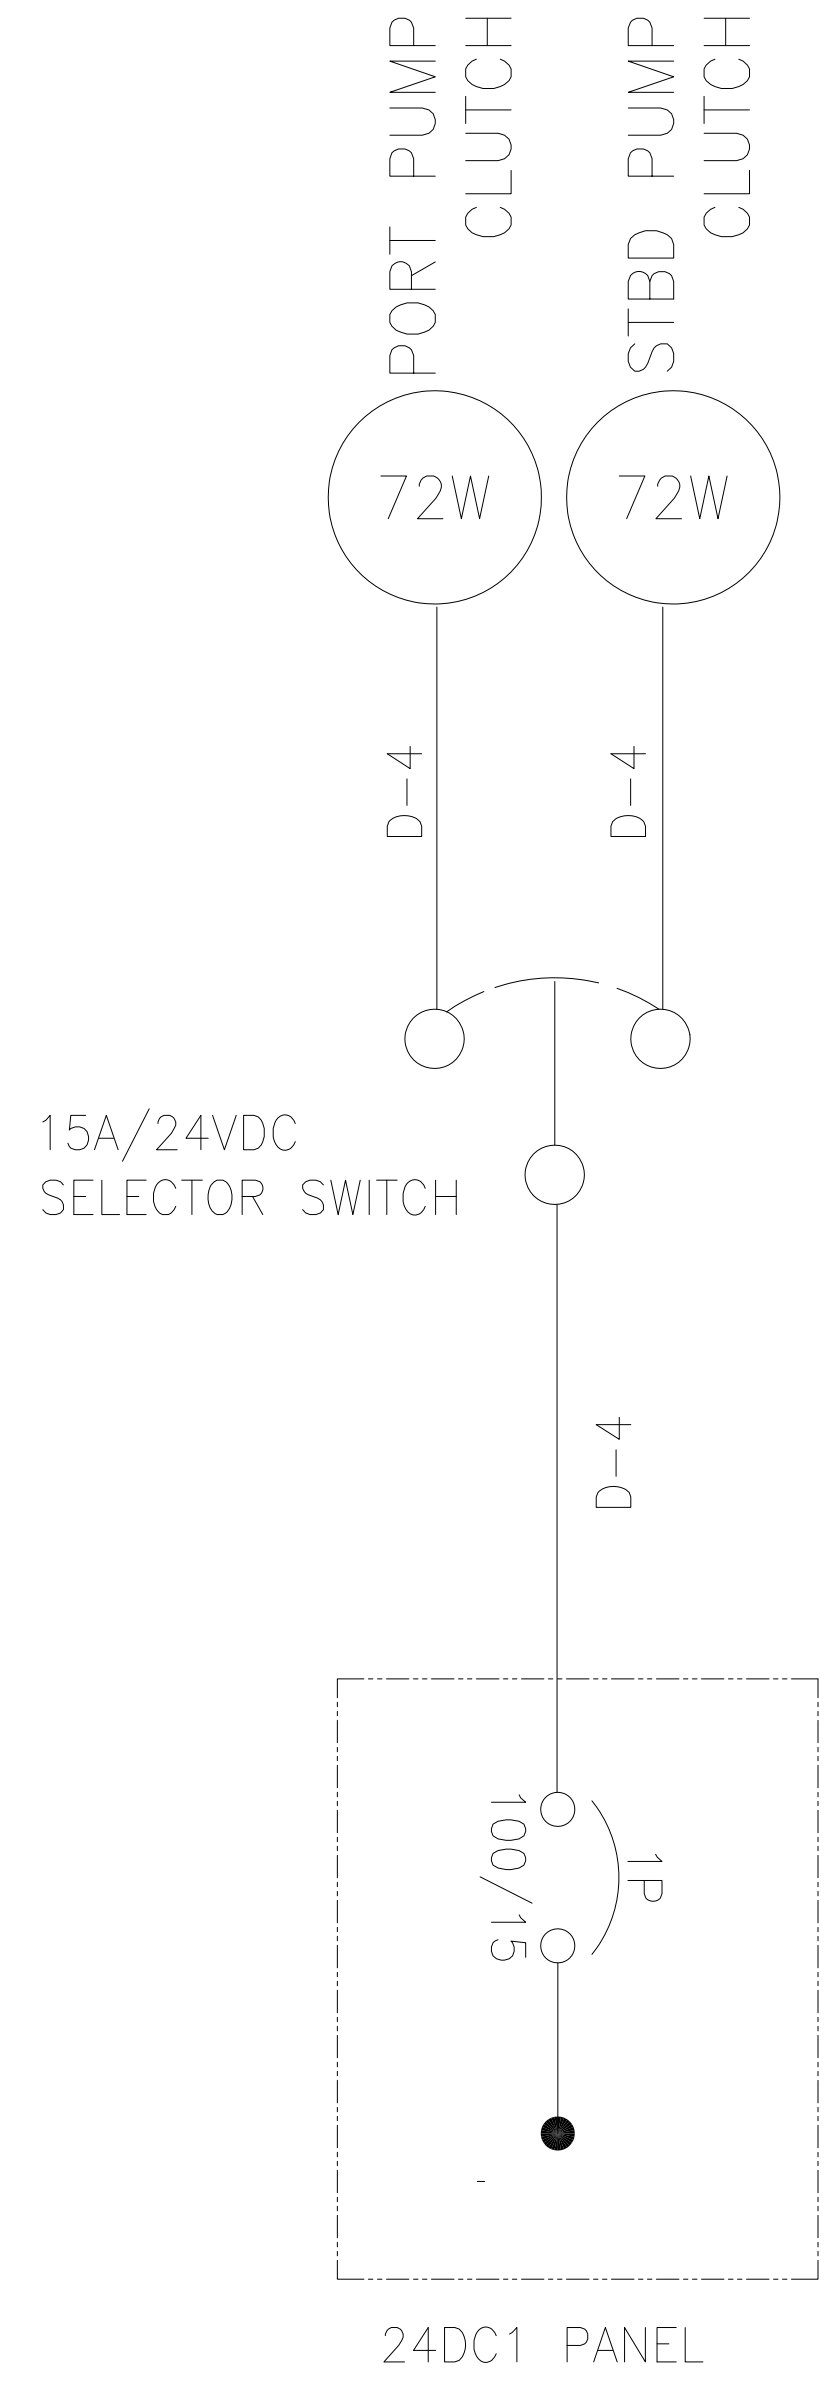 PORT PUMP
CLUTCH
STBD PUMP
CLUTCH
72W
72W
D-4
D-4
15A/24VDC
SELECTOR SWITCH
D-4
100/15
1P
24DC1 PANEL